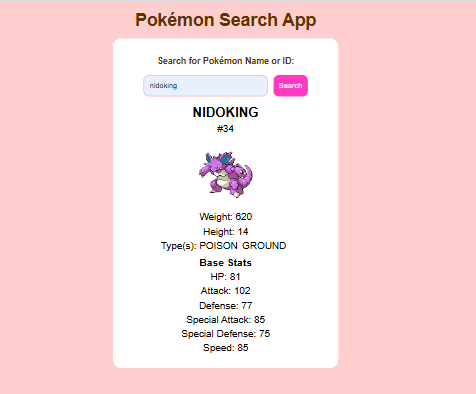 Pokémon Search App
Search for Pokémon Name or ID:
nidoking Search
NIDOKING
#34
Weight: 620
Height: 14
Type(s): POISON GROUND
Base Stats
HP: 81
Attack: 102
Defense: 77
Special Attack: 85
Special Defense: 75
Speed: 85